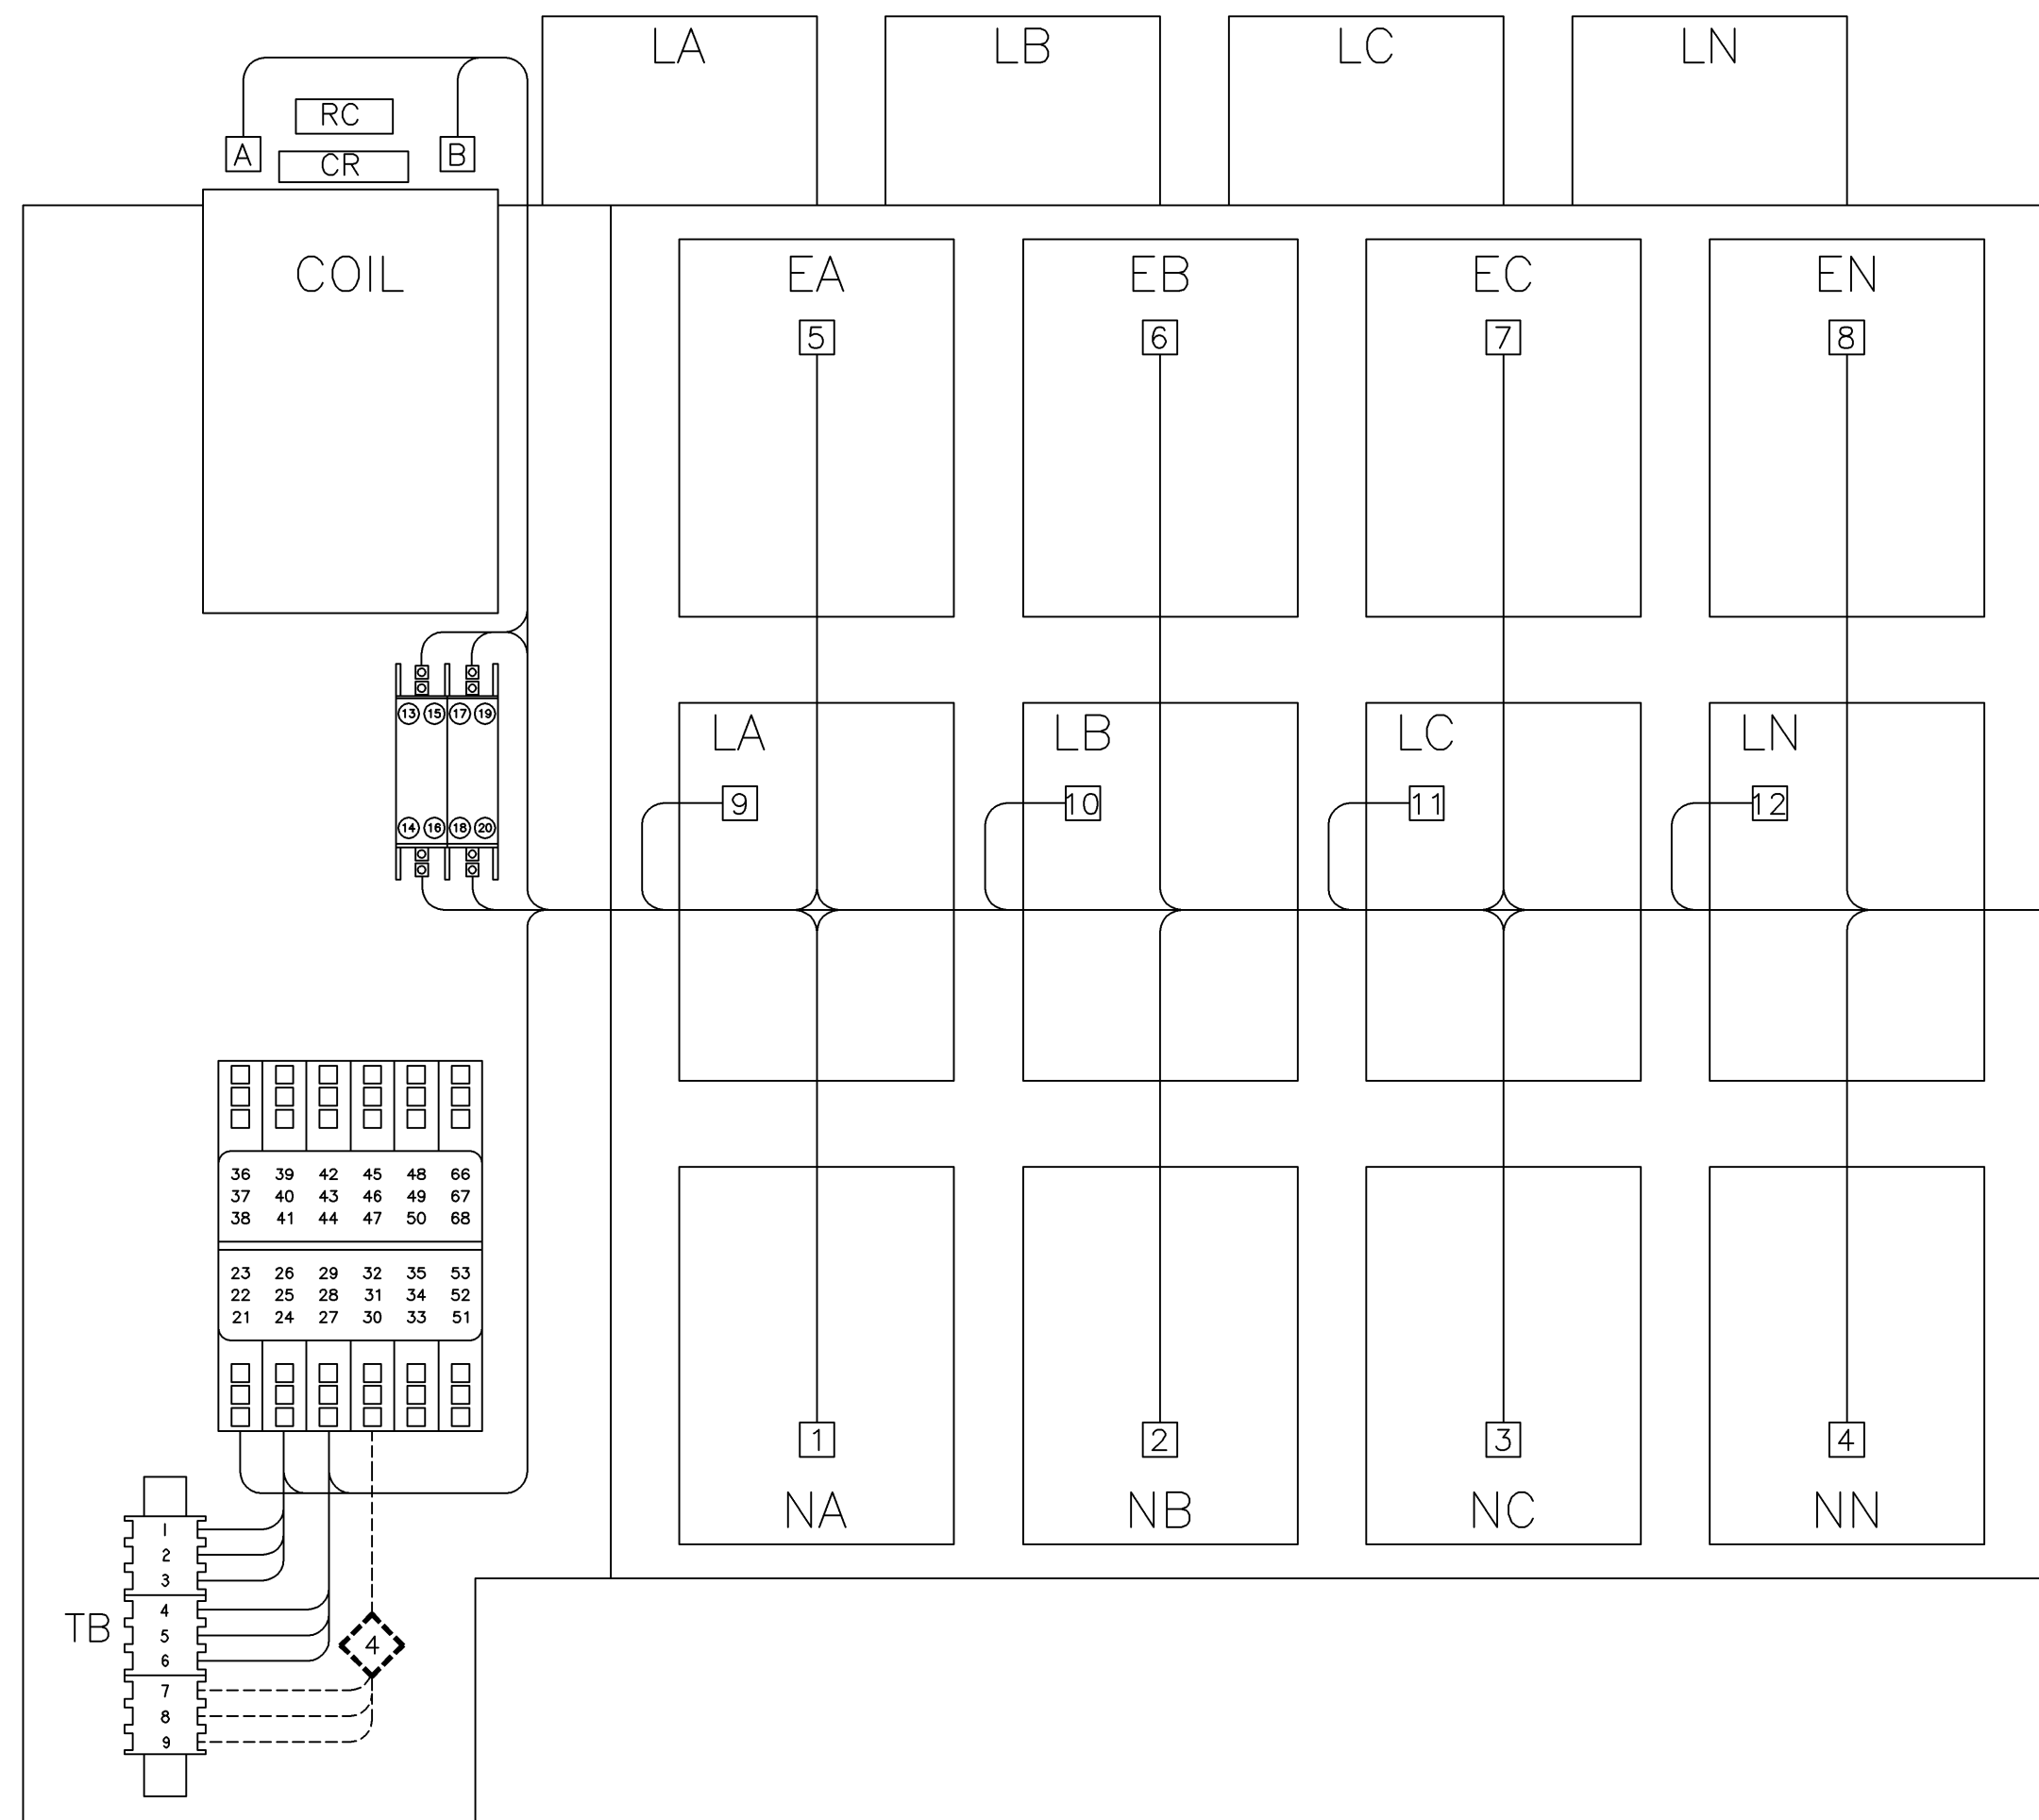 LA LB LC LN
RC
A CR B
COIL
EA EB EC EN
5 6 7 8
13 15 17 19
LA LB LC LN
9 10 11 12
14 16 18 20
36 39 42 45 48 66
37 40 43 46 49 67
38 41 44 47 50 68
23 26 29 32 35 53
22 25 28 31 34 52
21 24 27 30 33 51
1 2 3 4
NA NB NC NN
TB
1
2
3
4
5
6
7
8
9
4